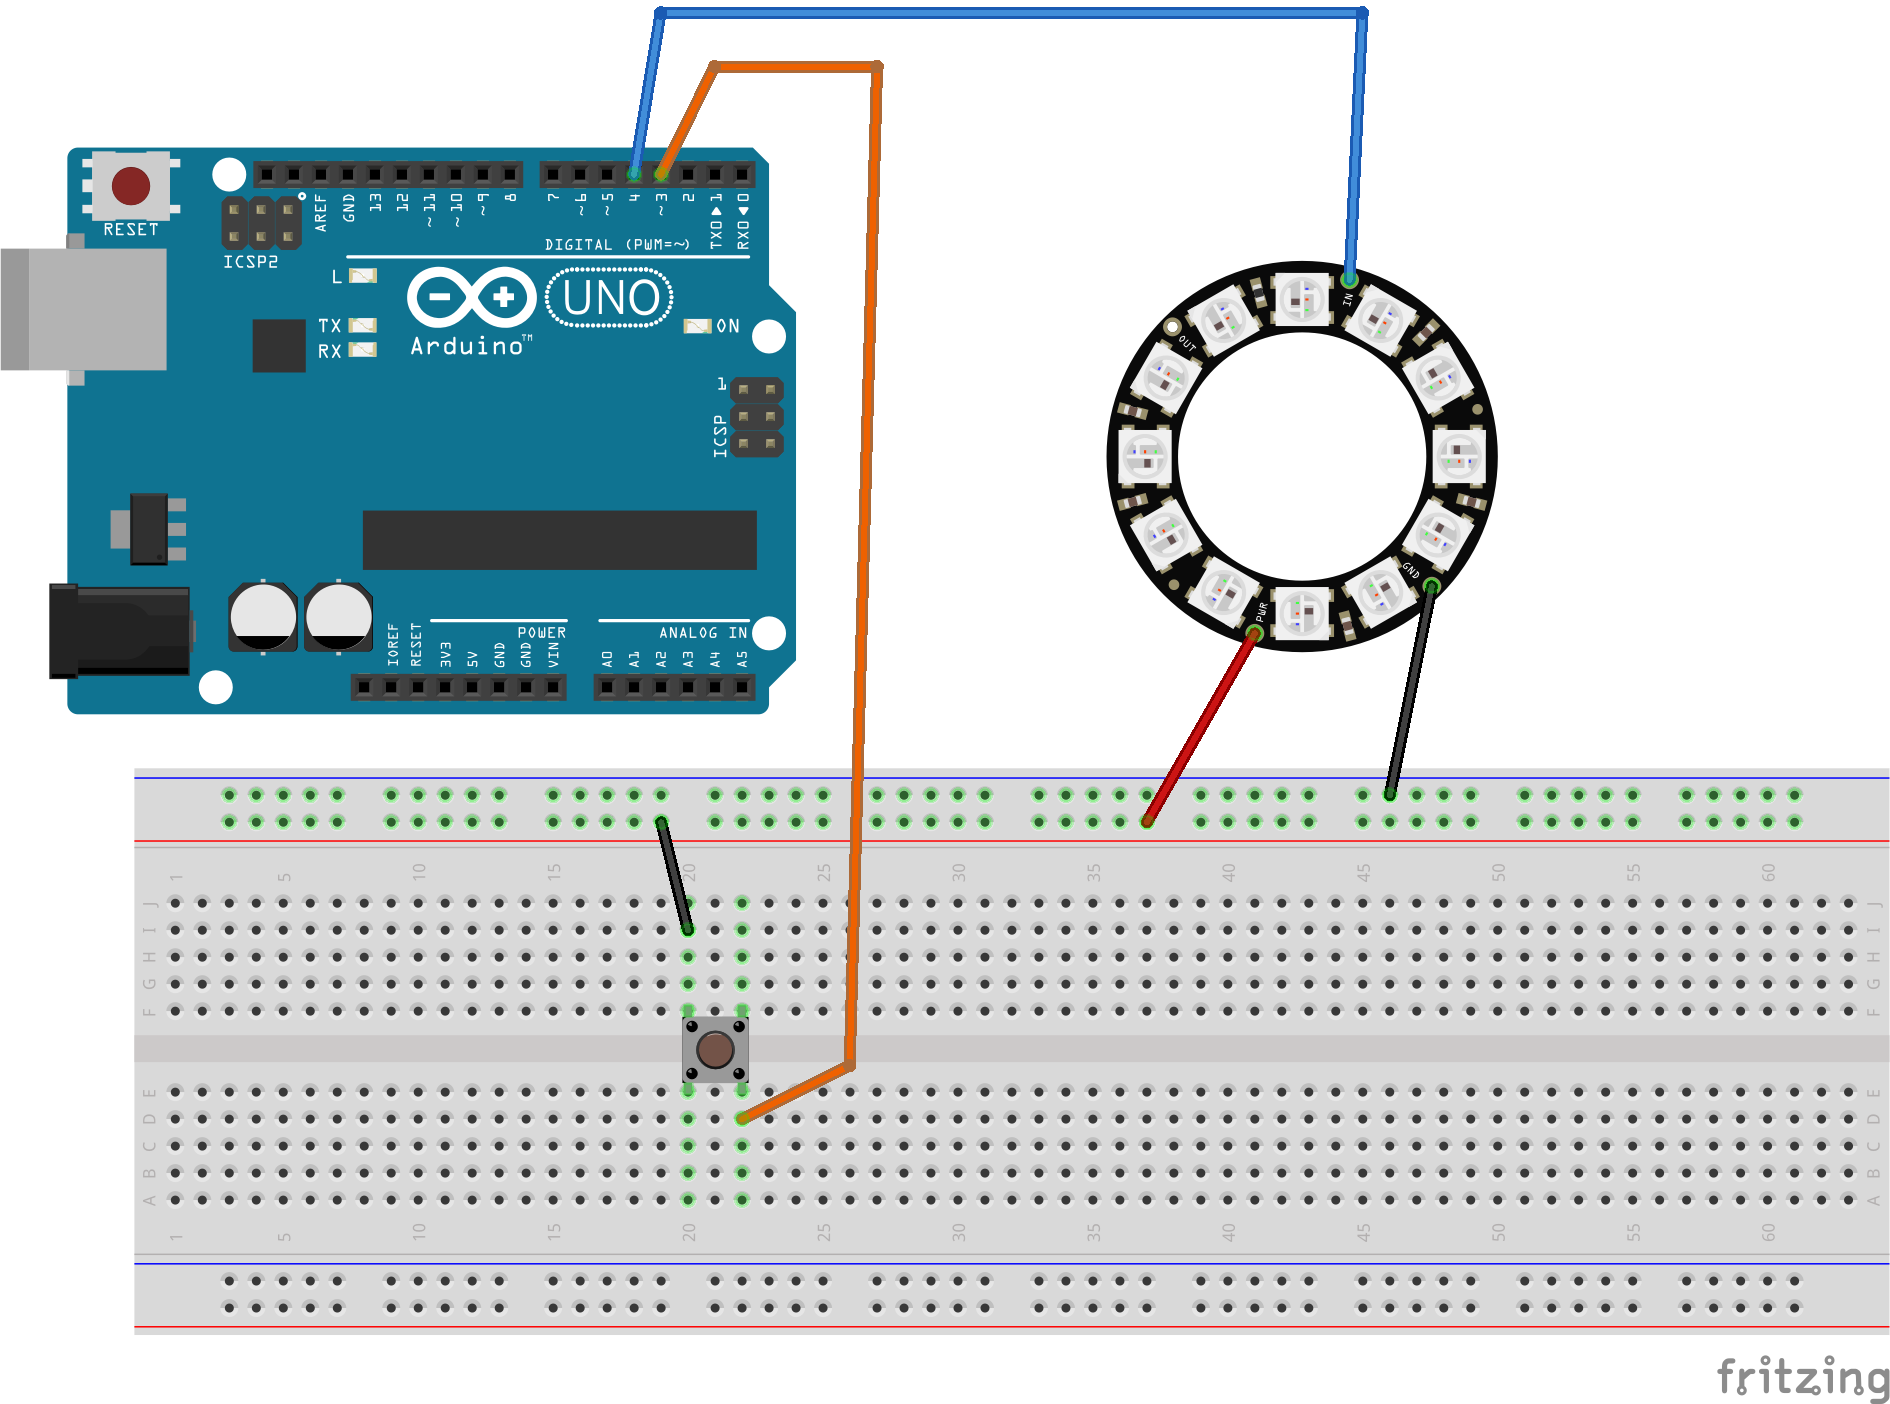 RESET
ICSP2
AREF
GND
13
12
~11
~10
~9
8
7
~6
~5
4
~3
2
TX0▶1
RX0◀0
DIGITAL (PWM=~)
L
TX
RX
UNO
Arduino™
ON
1
ICSP
IOREF
RESET
3V3
5V
GND
GND
VIN
POWER
ANALOG IN
A0
A1
A2
A3
A4
A5
IN
OUT
GND
PWR
1 5 10 15 20 25 30 35 40 45 50 55 60
J J
I I
H H
G G
F F
E E
D D
C C
B B
A A
1 5 10 15 20 25 30 35 40 45 50 55 60
fritzing